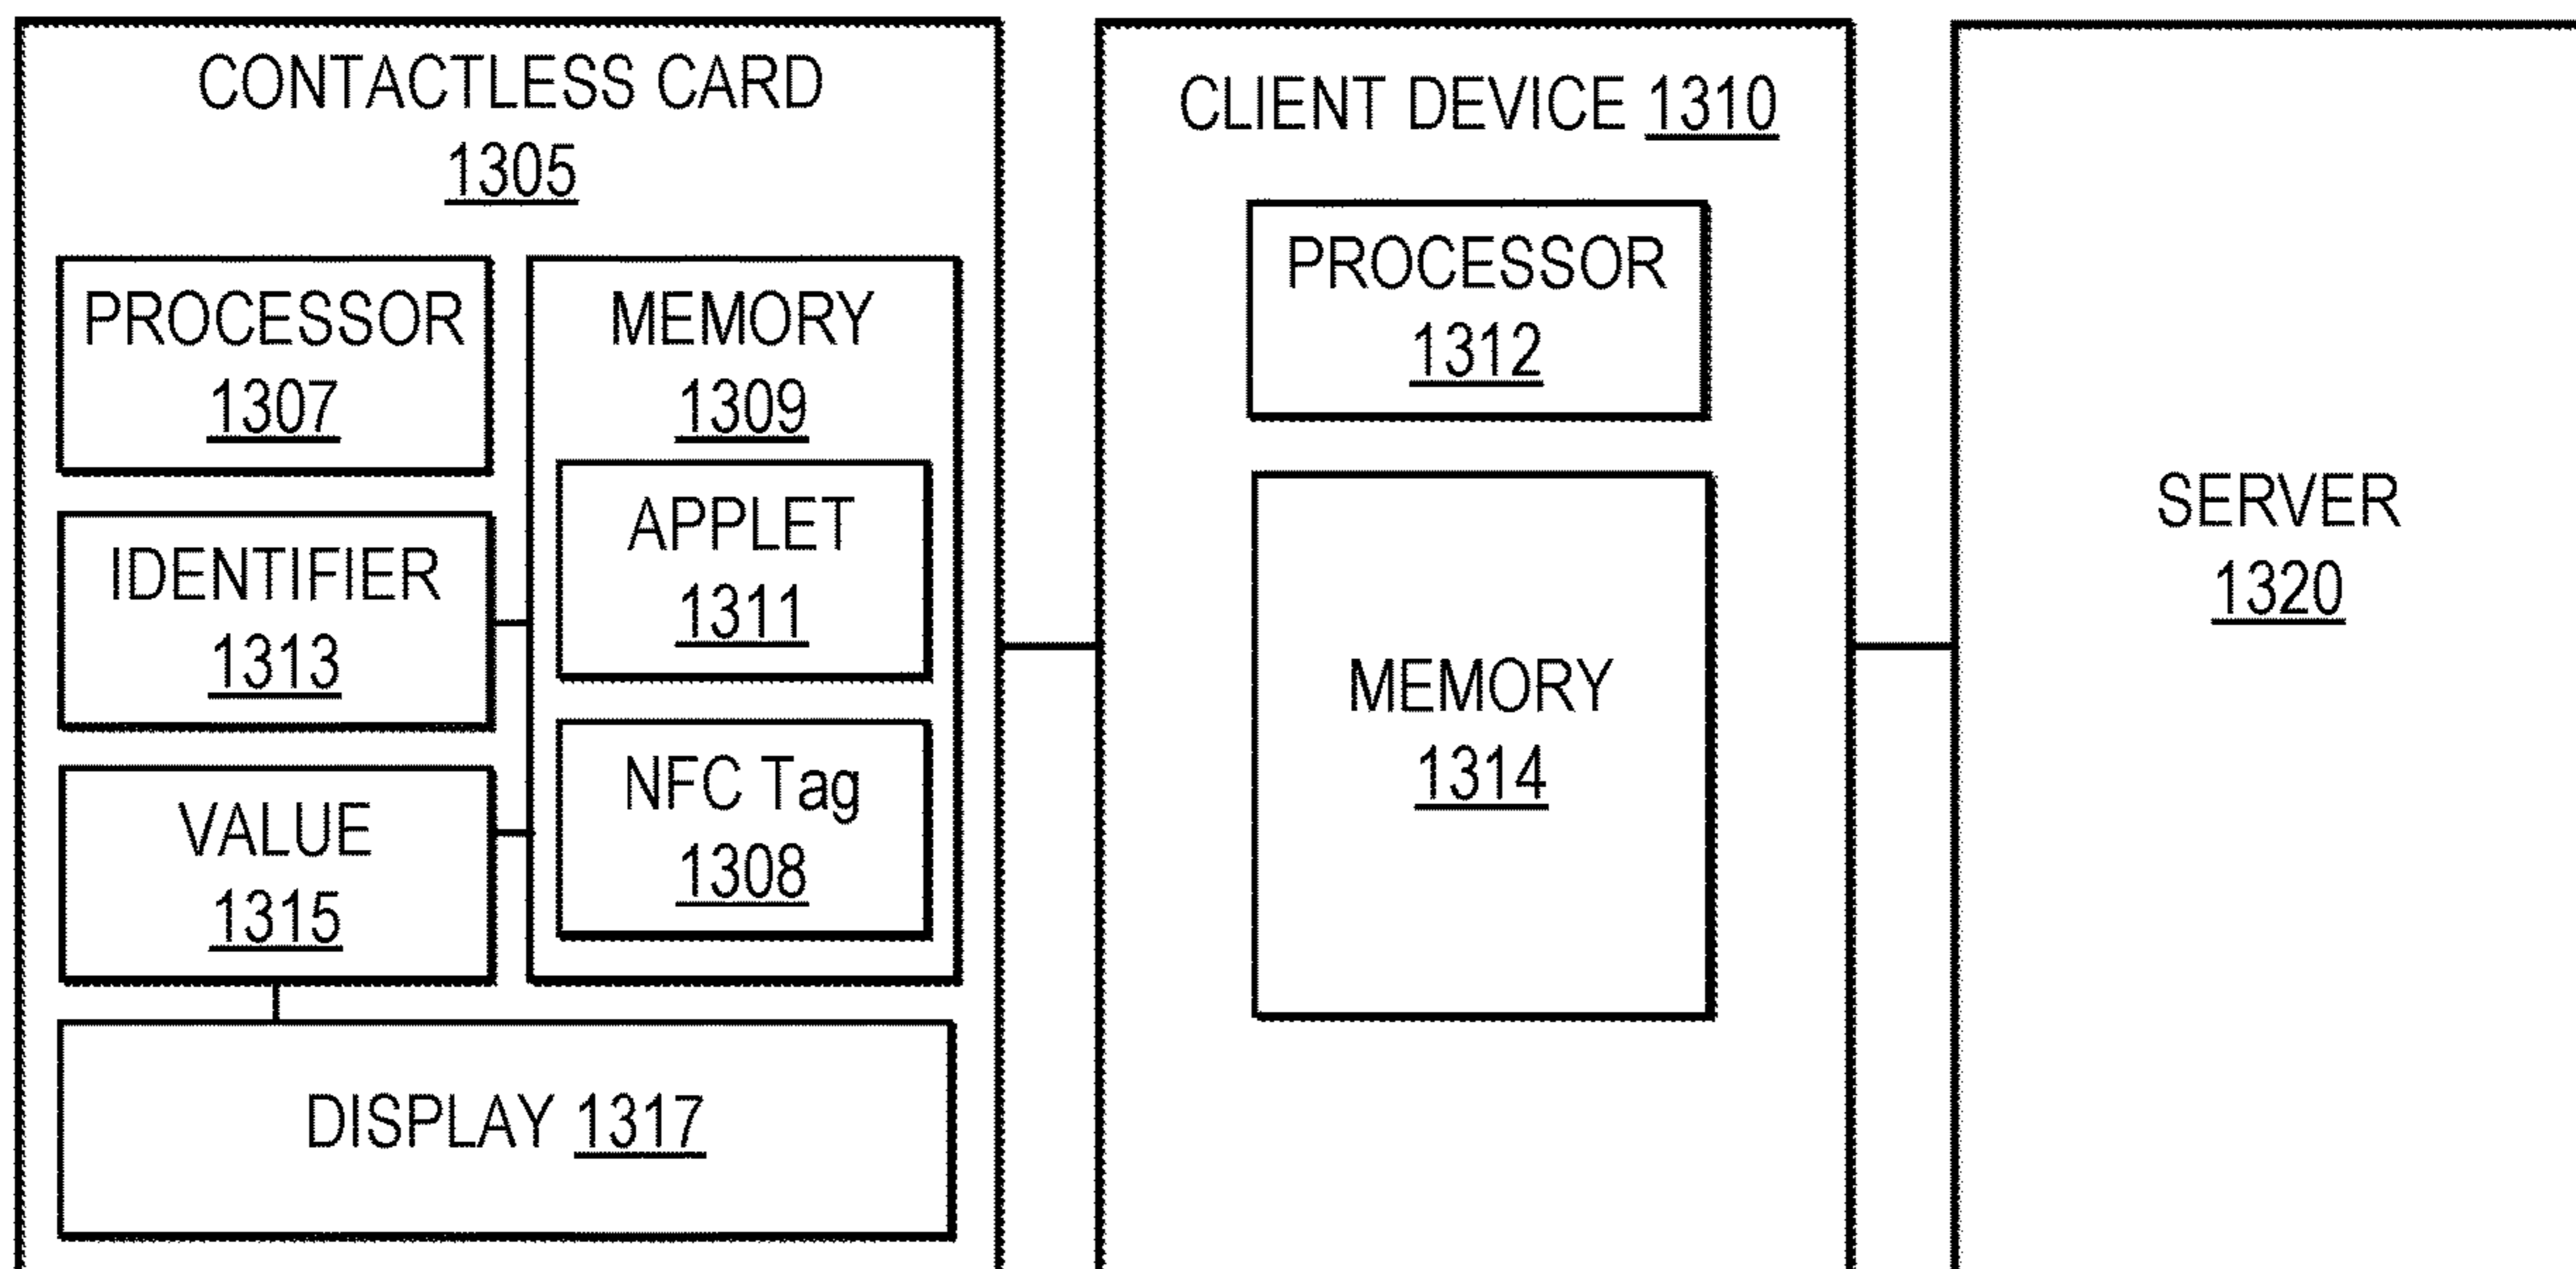 CONTACTLESS CARD
1305
PROCESSOR
1307
MEMORY
1309
APPLET
1311
IDENTIFIER
1313
NFC Tag
1308
VALUE
1315
DISPLAY 1317
CLIENT DEVICE 1310
PROCESSOR
1312
MEMORY
1314
SERVER
1320